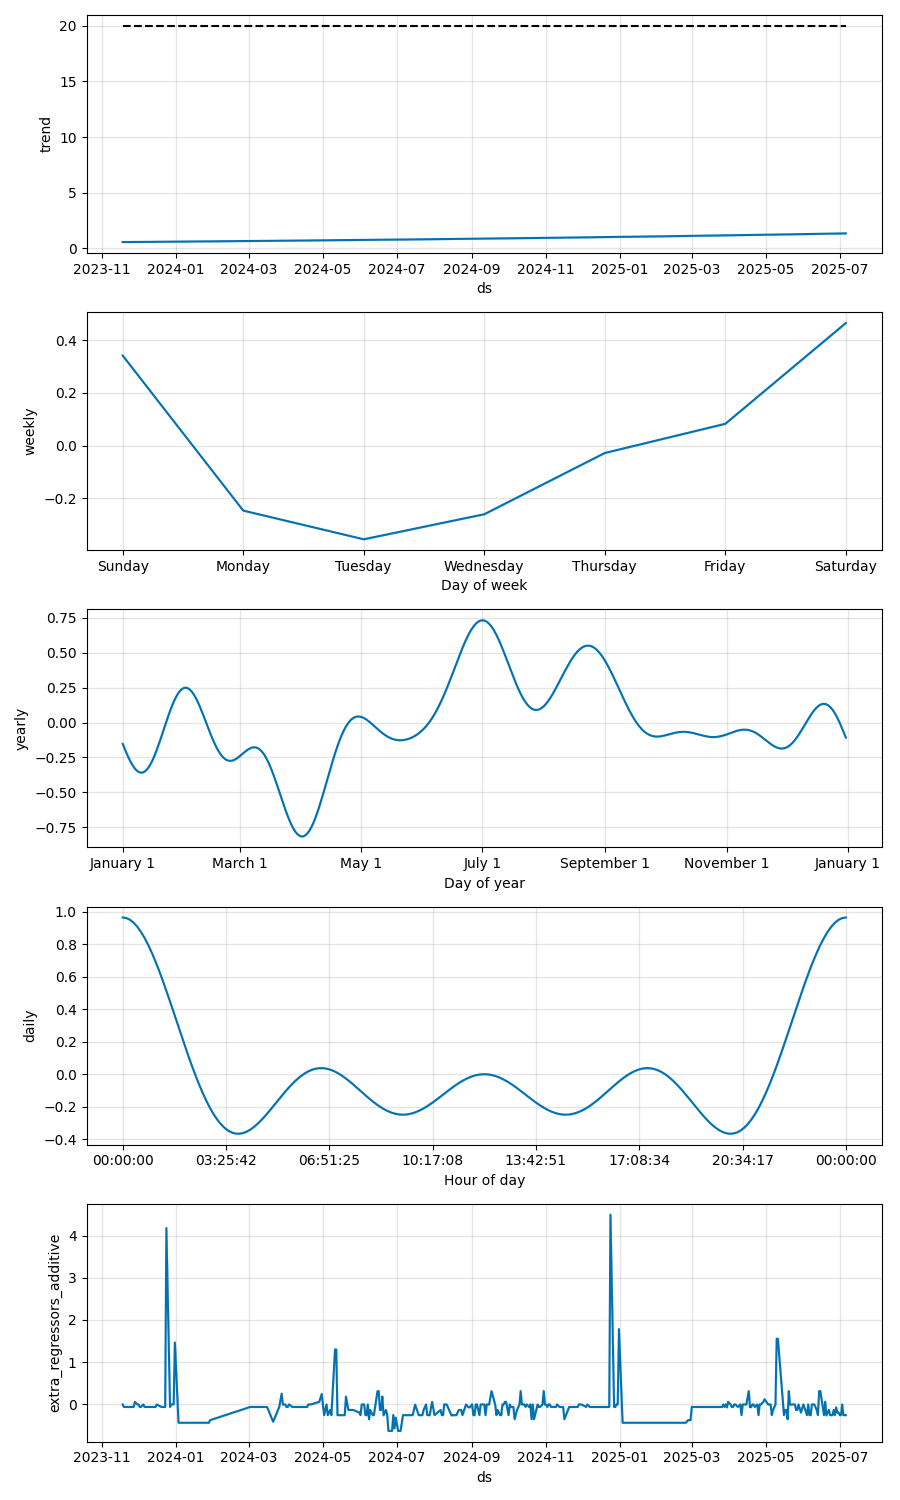 20
15
10
5
0
trend
2023-11 2024-01 2024-03 2024-05 2024-07 2024-09 2024-11 2025-01 2025-03 2025-05 2025-07
ds
0.4
0.2
0.0
−0.2
weekly
Sunday Monday Tuesday Wednesday Thursday Friday Saturday
Day of week
0.75
0.50
0.25
0.00
−0.25
−0.50
−0.75
yearly
January 1 March 1 May 1 July 1 September 1 November 1 January 1
Day of year
1.0
0.8
0.6
0.4
0.2
0.0
−0.2
−0.4
daily
00:00:00 03:25:42 06:51:25 10:17:08 13:42:51 17:08:34 20:34:17 00:00:00
Hour of day
4
3
2
1
0
extra_regressors_additive
2023-11 2024-01 2024-03 2024-05 2024-07 2024-09 2024-11 2025-01 2025-03 2025-05 2025-07
ds